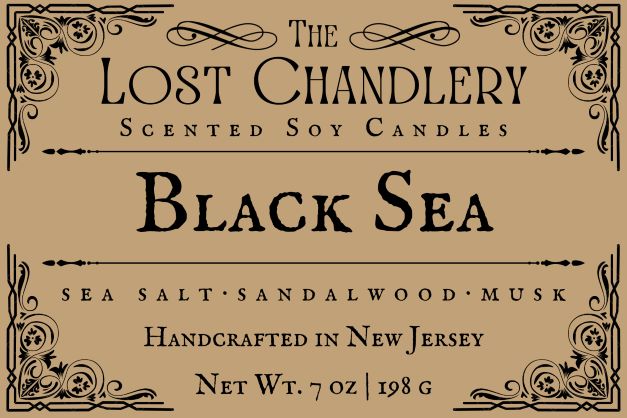 The
Lost Chandlery
Scented Soy Candles
Black Sea
SEA SALT·SANDALWOOD·MUSK
Handcrafted in New Jersey
Net Wt. 7 oz | 198 g